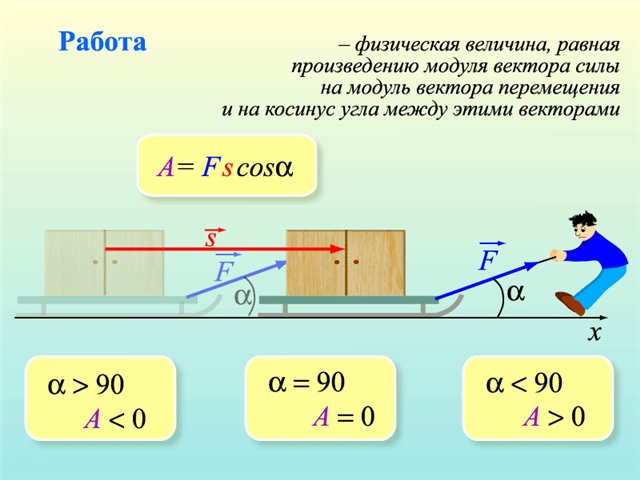 Работа
– физическая величина, равная
произведению модуля вектора силы
на модуль вектора перемещения
и на косинус угла между этими векторами
A = F s cosα
s
F
α
F
α
x
α > 90
A < 0
α = 90
A = 0
α < 90
A > 0